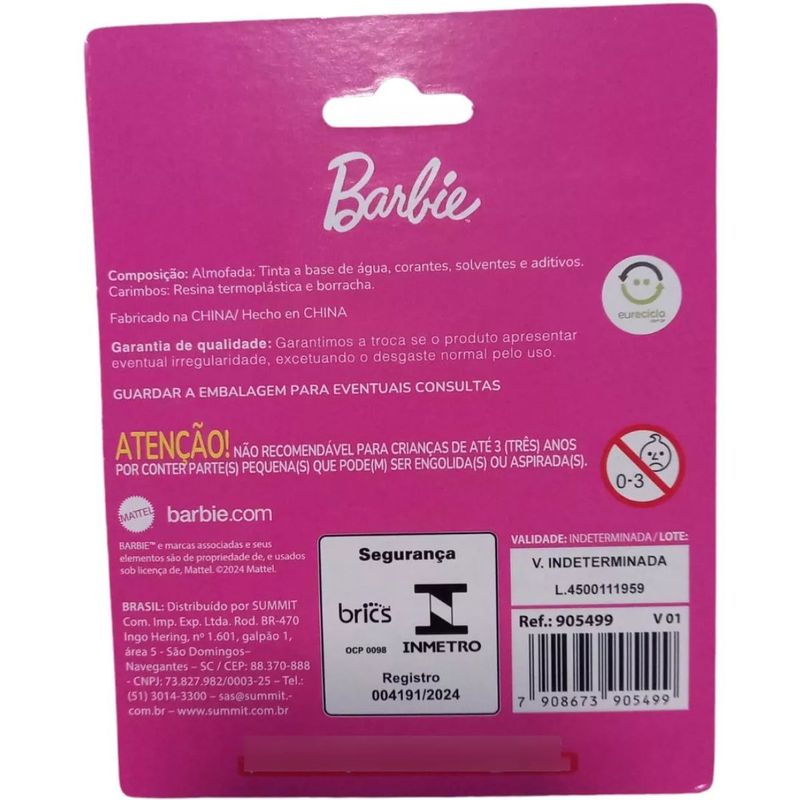 Barbie
Composição: Almofada: Tinta a base de água, corantes, solventes e aditivos.
Carimbos: Resina termoplástica e borracha.
eureciclo
Fabricado na CHINA/ Hecho en CHINA
Garantia de qualidade: Garantimos a troca se o produto apresentar
eventual irregularidade, excetuando o desgaste normal pelo uso.
GUARDAR A EMBALAGEM PARA EVENTUAIS CONSULTAS
ATENÇÃO! NÃO RECOMENDÁVEL PARA CRIANÇAS DE ATÉ 3 (TRÊS) ANOS
POR CONTER PARTE(S) PEQUENA(S) QUE PODE(M) SER ENGOLIDA(S) OU ASPIRADA(S).
0-3
MATTEL
barbie.com
BARBIE™ e marcas associadas e seus
elementos são de propriedade de, e usados
sob licença de, Mattel. ©2024 Mattel.
BRASIL: Distribuído por SUMMIT
Com. Imp. Exp. Ltda. Rod. BR-470
Ingo Hering, nº 1.601, galpão 1,
área 5 - São Domingos–
Navegantes – SC / CEP: 88.370-888
- CNPJ: 73.827.982/0003-25 – Tel.:
(51) 3014-3300 – sas@summit.-
com.br – www.summit.com.br
Segurança
brics
OCP 0098
INMETRO
Registro
004191/2024
VALIDADE: INDETERMINADA / LOTE:
V. INDETERMINADA
L.4500111959
Ref.: 905499 V 01
7 908673 905499